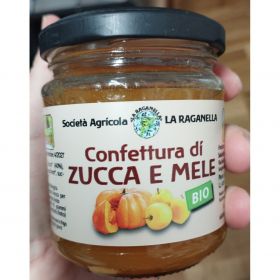 Società Agricola LA RAGANELLA
LA RAGANELLA
Confettura di
ZUCCA E MELE
BIO